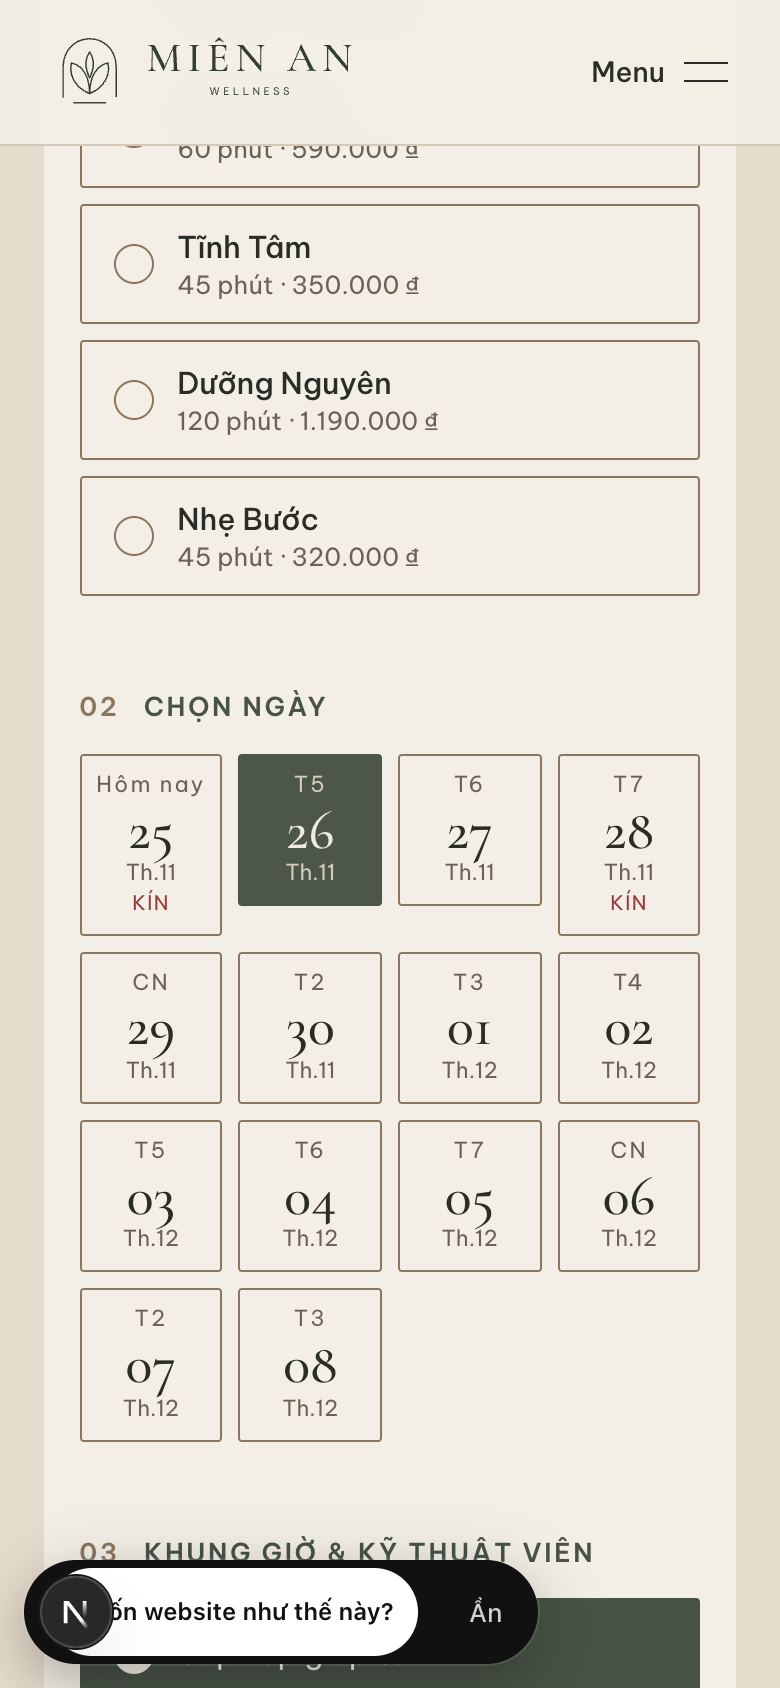 MIÊN AN
WELLNESS
Menu
60 phút · 590.000 ₫
Tĩnh Tâm
45 phút · 350.000 ₫
Dưỡng Nguyên
120 phút · 1.190.000 ₫
Nhẹ Bước
45 phút · 320.000 ₫
02 CHỌN NGÀY
Hôm nay
25
Th.11
KÍN
T5
26
Th.11
T6
27
Th.11
T7
28
Th.11
KÍN
CN
29
Th.11
T2
30
Th.11
T3
01
Th.12
T4
02
Th.12
T5
03
Th.12
T6
04
Th.12
T7
05
Th.12
CN
06
Th.12
T2
07
Th.12
T3
08
Th.12
03 KHUNG GIỜ & KỸ THUẬT VIÊN
N
website như thế này?
Ẩn